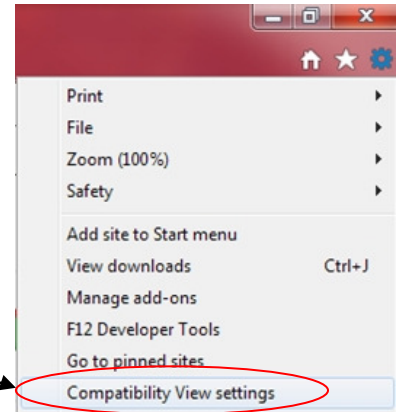 Print
File
Zoom (100%)
Safety
Add site to Start menu
View downloads Ctrl+J
Manage add-ons
F12 Developer Tools
Go to pinned sites
Compatibility View settings